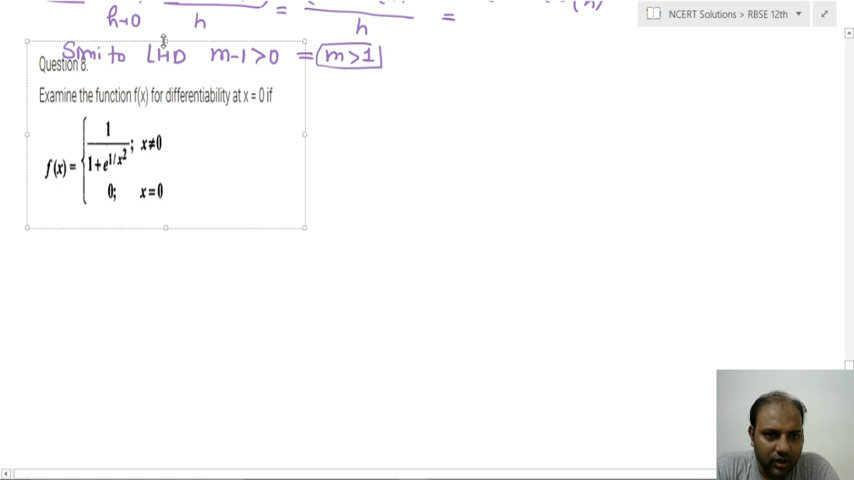 h→0 h = h =
NCERT Solutions > RBSE 12th
Simi to LHD m-1>0 = m>1
Question 8.
Examine the function f(x) for differentiability at x = 0 if
f(x) = { 1/(1+e^1/x²); x≠0
0; x=0